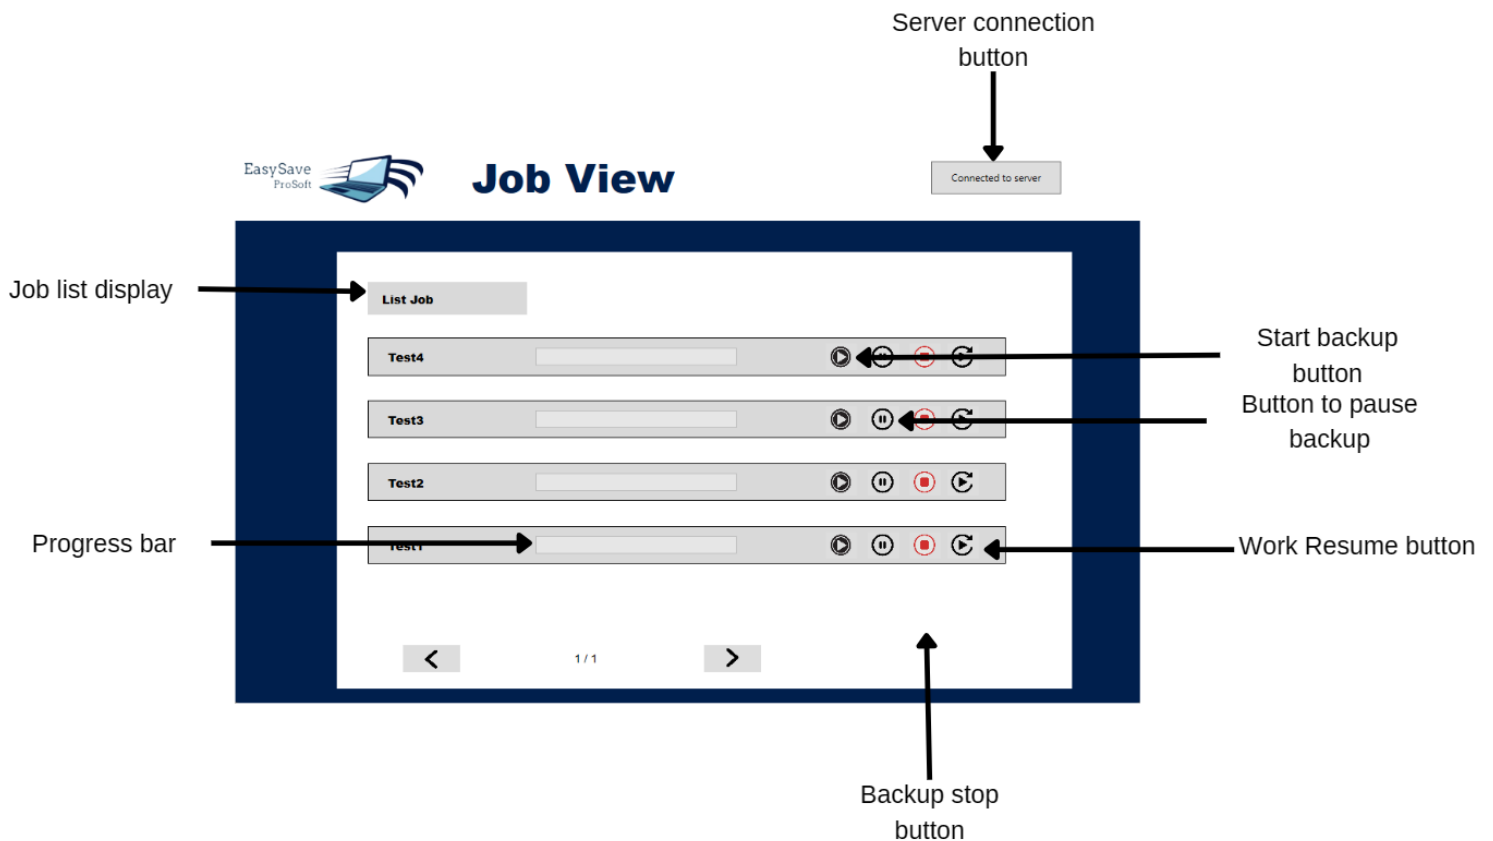 Server connection
button
EasySave
ProSoft
Job View
Connected to server
Job list display
List Job
Test4
Start backup
button
Test3
Button to pause
backup
Test2
Progress bar
Test1
Work Resume button
1 / 1
Backup stop
button